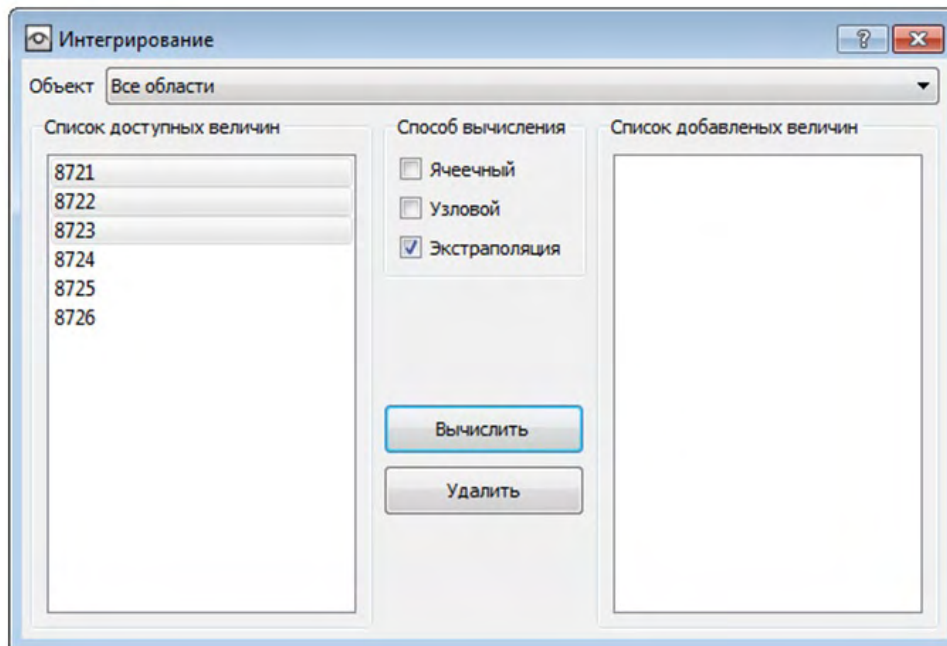 Интегрирование
Объект Все области
Список доступных величин
8721
8722
8723
8724
8725
8726
Способ вычисления
Ячеечный
Узловой
Экстраполяция
Вычислить
Удалить
Список добавленых величин